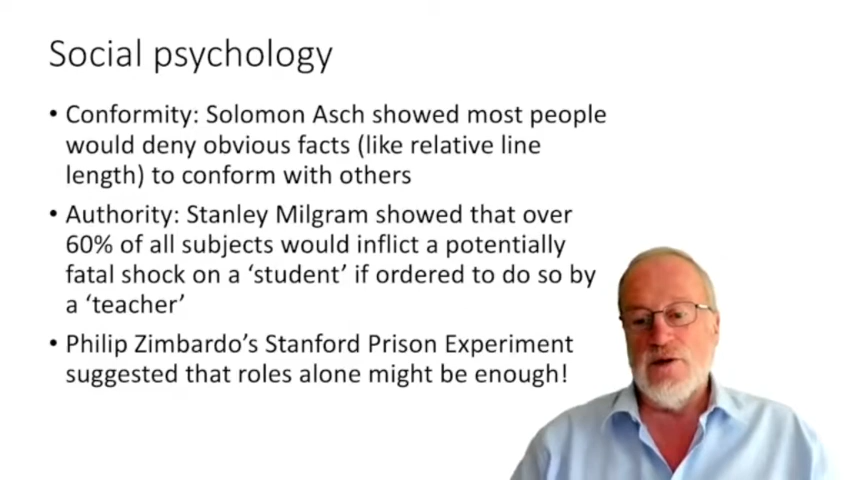 Social psychology
• Conformity: Solomon Asch showed most people
would deny obvious facts (like relative line
length) to conform with others
• Authority: Stanley Milgram showed that over
60% of all subjects would inflict a potentially
fatal shock on a ‘student’ if ordered to do so by
a ‘teacher’
• Philip Zimbardo’s Stanford Prison Experiment
suggested that roles alone might be enough!